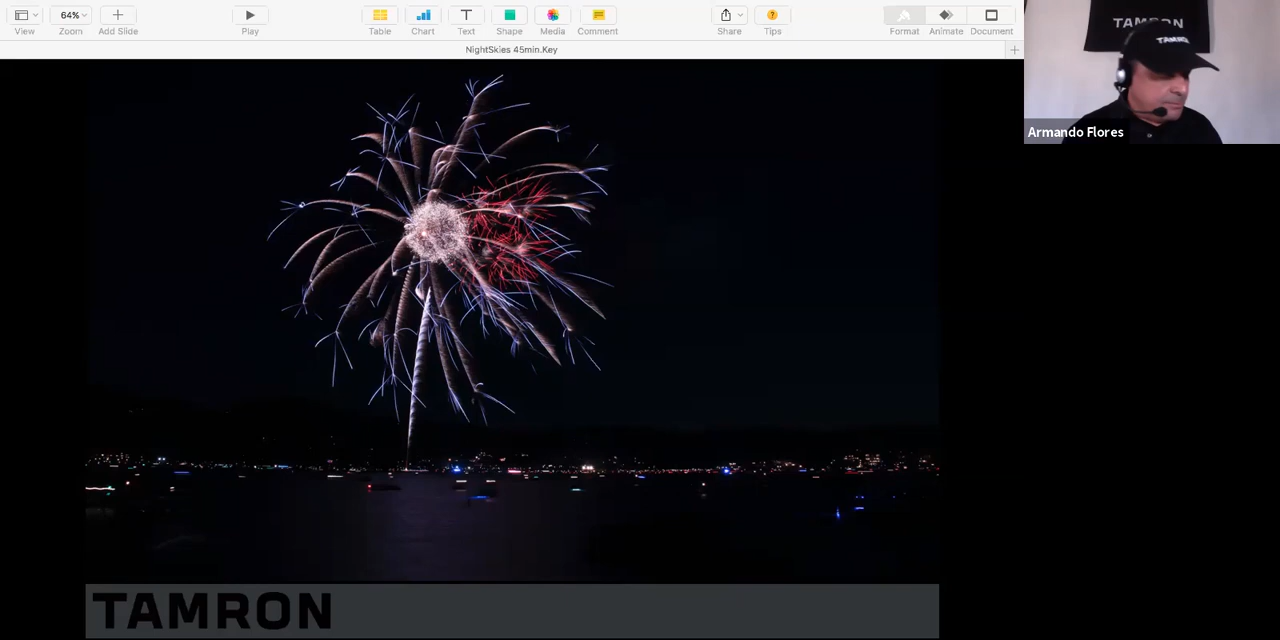 View
64%
Zoom
Add Slide
Play
Table
Chart
Text
Shape
Media
Comment
Share
Tips
Format
Animate
Document
NightSkies 45min.Key
TAMRON
TAMRON
Armando Flores
TAMRON